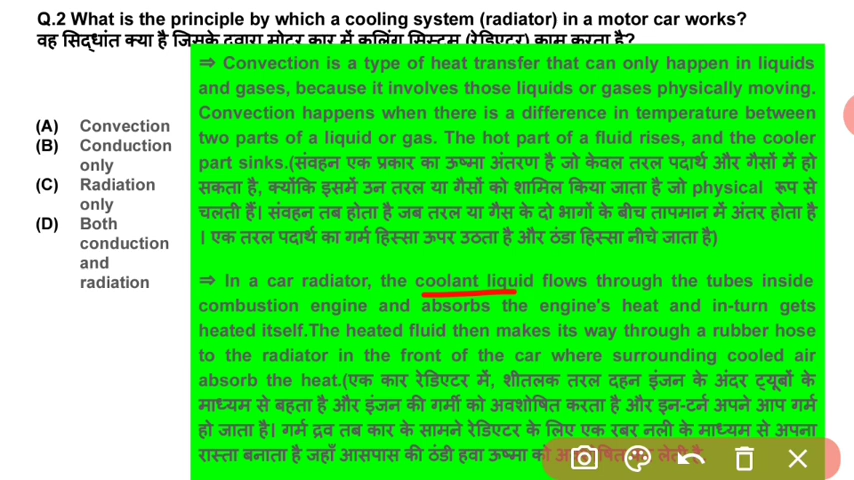 Q.2 What is the principle by which a cooling system (radiator) in a motor car works?
वह सिद्धांत क्या है जिसके द्वारा मोटर कार में कूलिंग सिस्टम (रेडिएटर) काम करता है?
(A) Convection
(B) Conduction
only
(C) Radiation
only
(D) Both
conduction
and
radiation
⇒ Convection is a type of heat transfer that can only happen in liquids
and gases, because it involves those liquids or gases physically moving.
Convection happens when there is a difference in temperature between
two parts of a liquid or gas. The hot part of a fluid rises, and the cooler
part sinks.(संवहन एक प्रकार का ऊष्मा अंतरण है जो केवल तरल पदार्थ और गैसों में हो
सकता है, क्योंकि इसमें उन तरल या गैसों को शामिल किया जाता है जो physical रूप से
चलती हैं। संवहन तब होता है जब तरल या गैस के दो भागों के बीच तापमान में अंतर होता है
। एक तरल पदार्थ का गर्म हिस्सा ऊपर उठता है और ठंडा हिस्सा नीचे जाता है)
⇒ In a car radiator, the coolant liquid flows through the tubes inside
combustion engine and absorbs the engine's heat and in-turn gets
heated itself.The heated fluid then makes its way through a rubber hose
to the radiator in the front of the car where surrounding cooled air
absorb the heat.(एक कार रेडिएटर में, शीतलक तरल दहन इंजन के अंदर ट्यूबों के
माध्यम से बहता है और इंजन की गर्मी को अवशोषित करता है और इन-टर्न अपने आप गर्म
हो जाता है। गर्म द्रव तब कार के सामने रेडिएटर के लिए एक रबर नली के माध्यम से अपना
रास्ता बनाता है जहाँ आसपास की ठंडी हवा ऊष्मा को लेती है